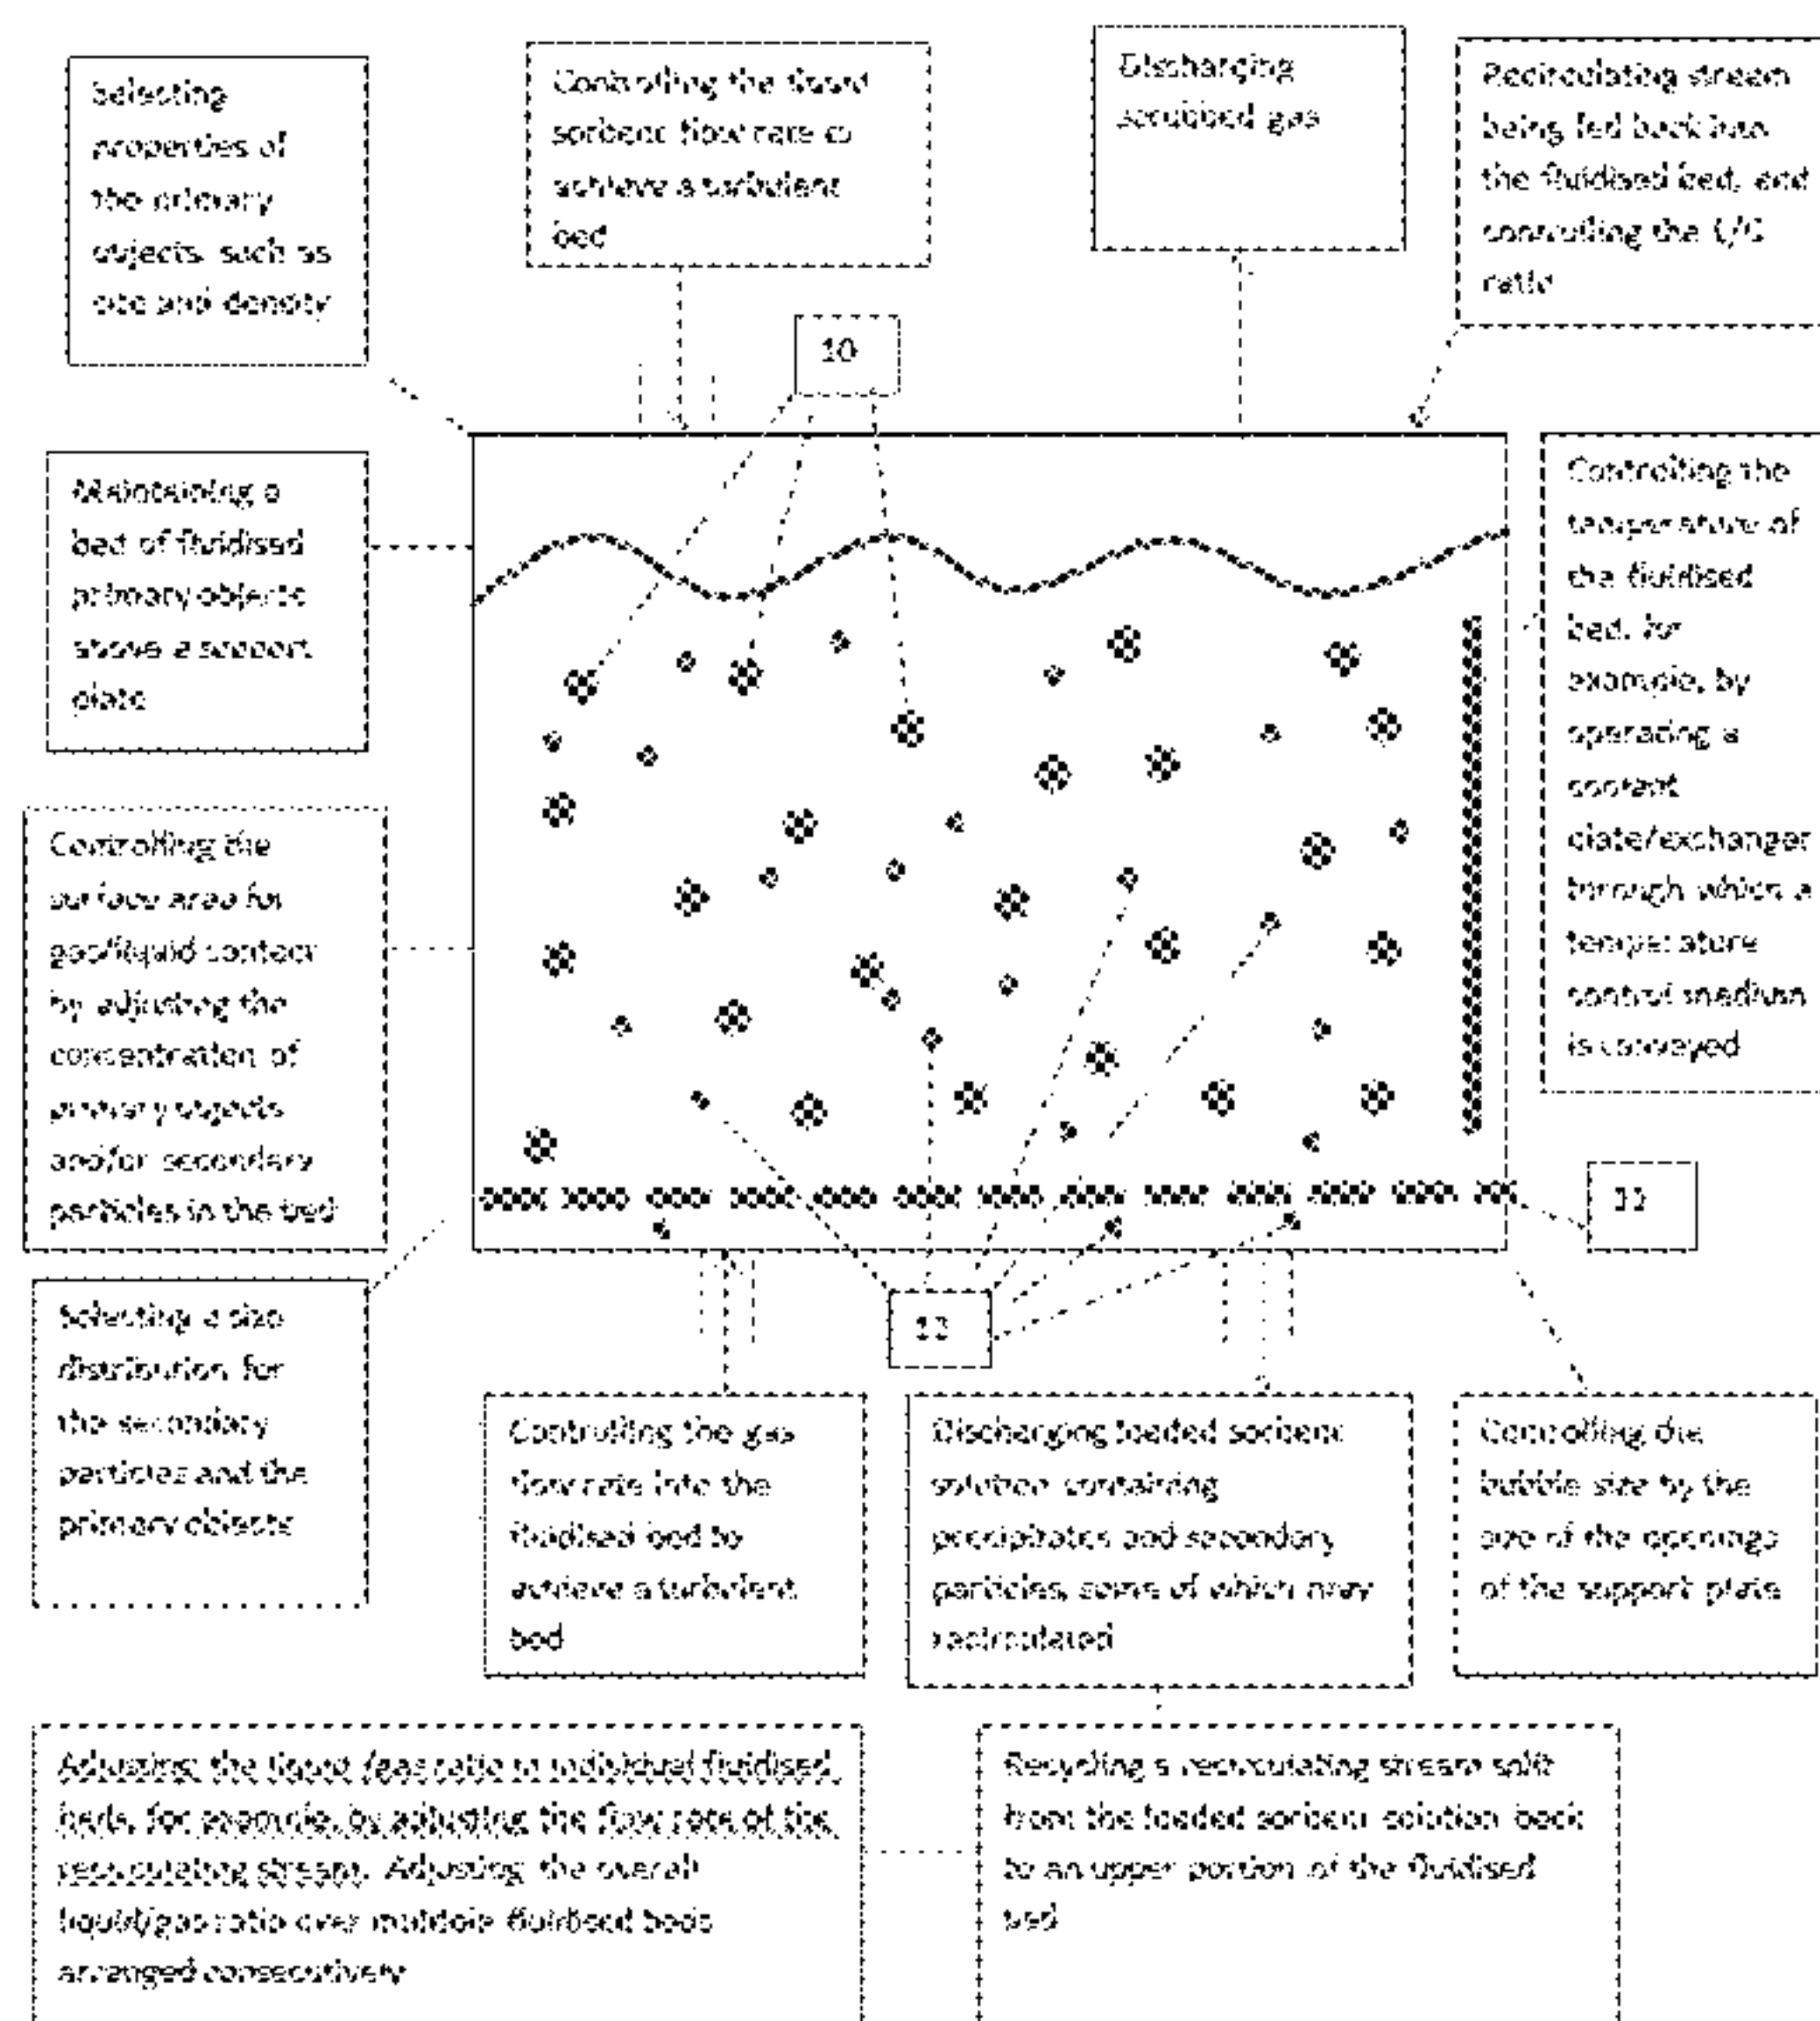 Selecting
properties of
the primary
objects, such as
size and density
Controlling the liquid
sorbent flow rate to
achieve a turbulent
bed
Discharging
scrubbed gas
Recirculating stream
being fed back into
the fluidised bed, and
controlling the L/G
ratio
10
Maintaining a
bed of fluidised
primary objects
above a support
plate
Controlling the
temperature of
the fluidised
bed, for
example, by
operating a
plate/exchanger
through which a
temperature
control medium
is conveyed
Controlling the
surface area for
gas/liquid contact
by adjusting the
concentration of
primary objects
and/or secondary
particles in the bed
Selecting a size
distribution for
the secondary
particles and the
primary objects
Controlling the gas
flow rate into the
fluidised bed to
achieve a turbulent
bed
Discharging loaded sorbent
solution containing
precipitates and secondary
particles, some of which may
recirculated
Controlling the
bubble size by the
size of the openings
of the support plate
Adjusting the liquid /gas ratio in individual fluidised
beds, for example, by adjusting the flow rate of the
recirculating stream. Adjusting the overall
liquid/gas ratio over multiple fluidised beds
arranged consecutively
Recycling a recirculating stream split
from the loaded sorbent solution back
to an upper portion of the fluidised
bed